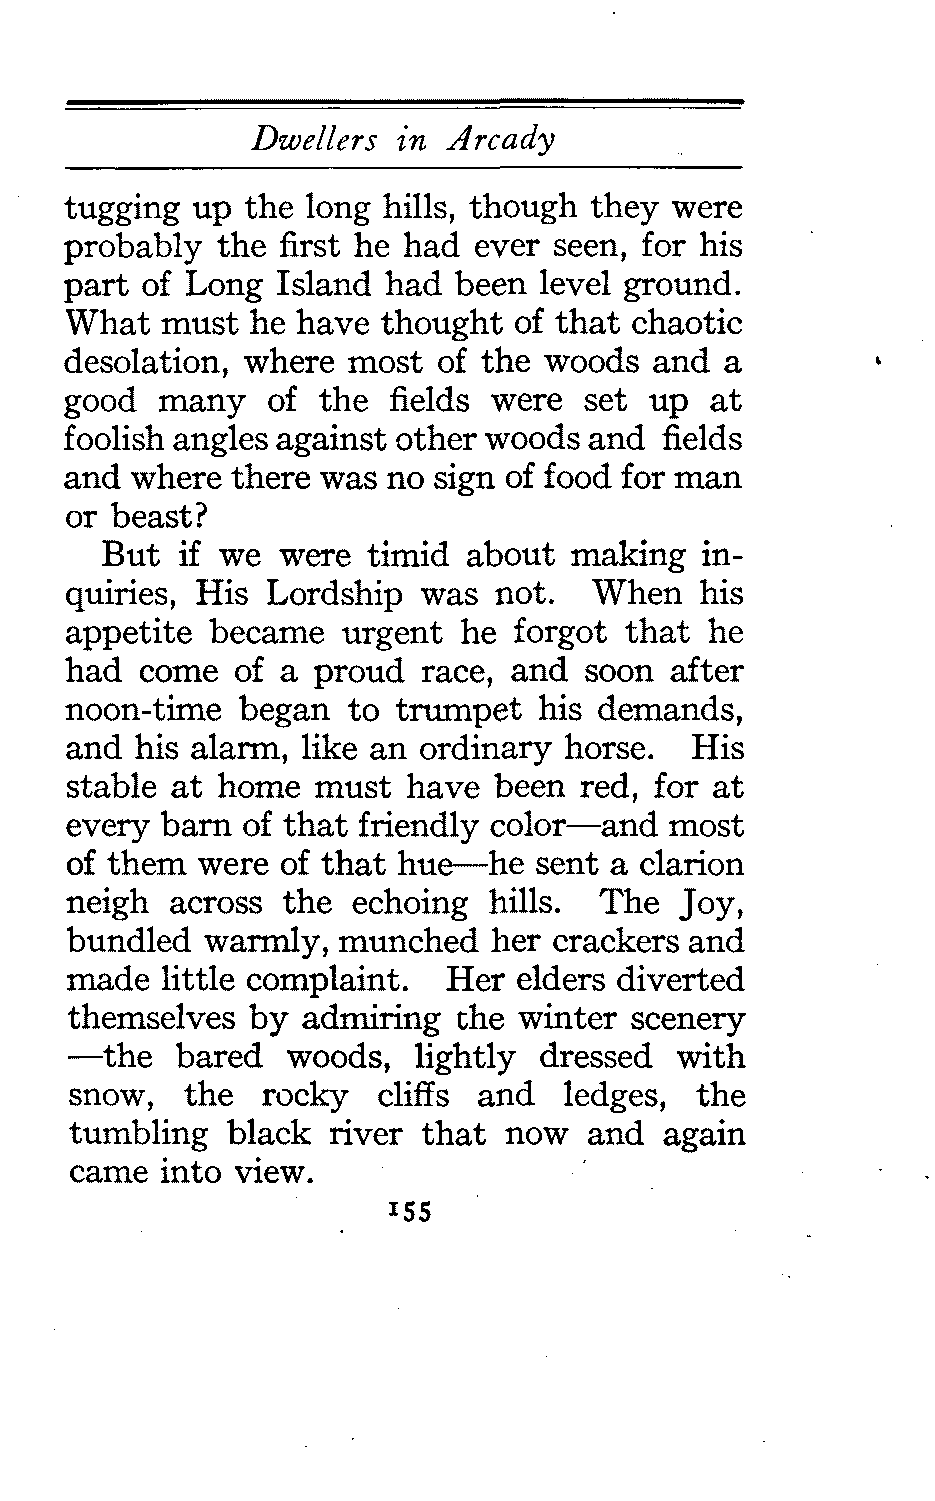 Dwellers in Arcady
tugging up the long hills, though they were
probably the first he had ever seen, for his
part of Long Island had been level ground.
What must he have thought of that chaotic
desolation, where most of the woods and a
good many of the fields were set up at
foolish angles against other woods and fields
and where there was no sign of food for man
or beast?
But if we were timid about making in-
quiries, His Lordship was not. When his
appetite became urgent he forgot that he
had come of a proud race, and soon after
noon-time began to trumpet his demands,
and his alarm, like an ordinary horse. His
stable at home must have been red, for at
every barn of that friendly color—and most
of them were of that hue—he sent a clarion
neigh across the echoing hills. The Joy,
bundled warmly, munched her crackers and
made little complaint. Her elders diverted
themselves by admiring the winter scenery
—the bared woods, lightly dressed with
snow, the rocky cliffs and ledges, the
tumbling black river that now and again
came into view.
155